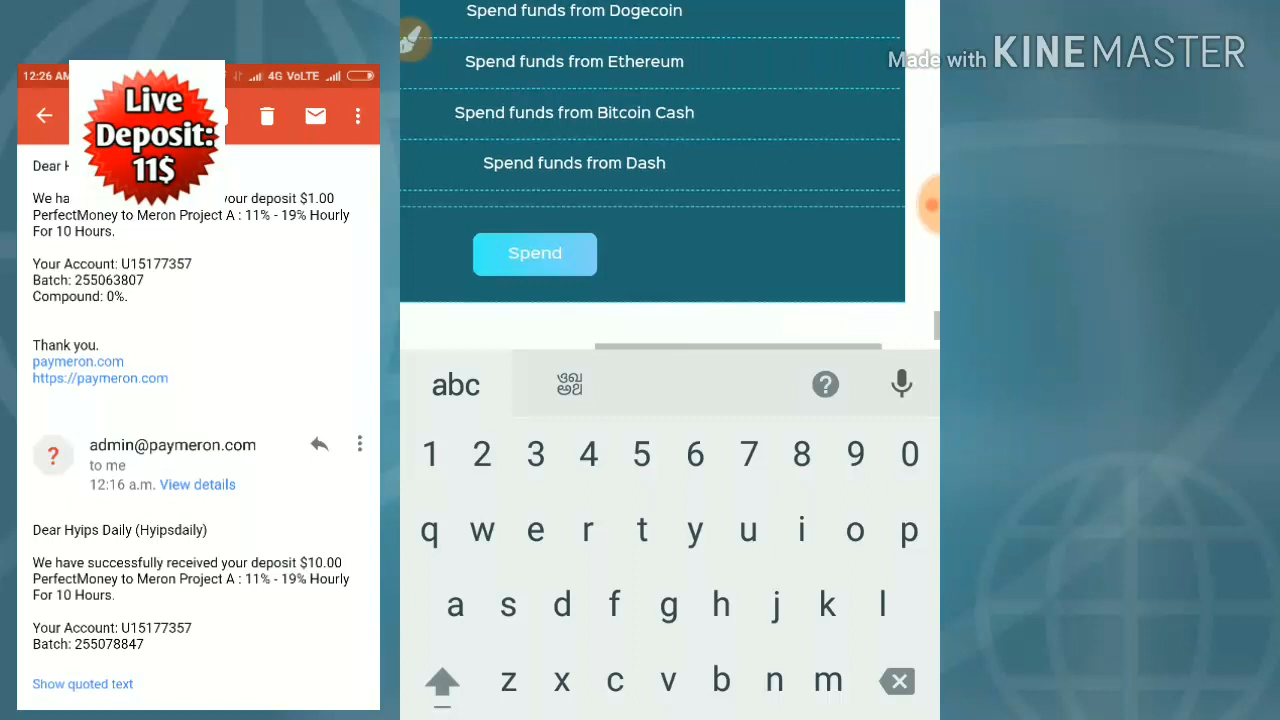 12:26 AM
4G VoLTE
Live
Deposit:
11$
Dear H
We ha your deposit $1.00
PerfectMoney to Meron Project A : 11% - 19% Hourly
For 10 Hours.
Your Account: U15177357
Batch: 255063807
Compound: 0%.
Thank you.
paymeron.com
https://paymeron.com
?
admin@paymeron.com
to me
12:16 a.m. View details
Dear Hyips Daily (Hyipsdaily)
We have successfully received your deposit $10.00
PerfectMoney to Meron Project A : 11% - 19% Hourly
For 10 Hours.
Your Account: U15177357
Batch: 255078847
Show quoted text
Spend funds from Dogecoin
Spend funds from Ethereum
Spend funds from Bitcoin Cash
Spend funds from Dash
Spend
abc
?
1 2 3 4 5 6 7 8 9 0
q w e r t y u i o p
a s d f g h j k l
z x c v b n m
Made with KINEMASTER